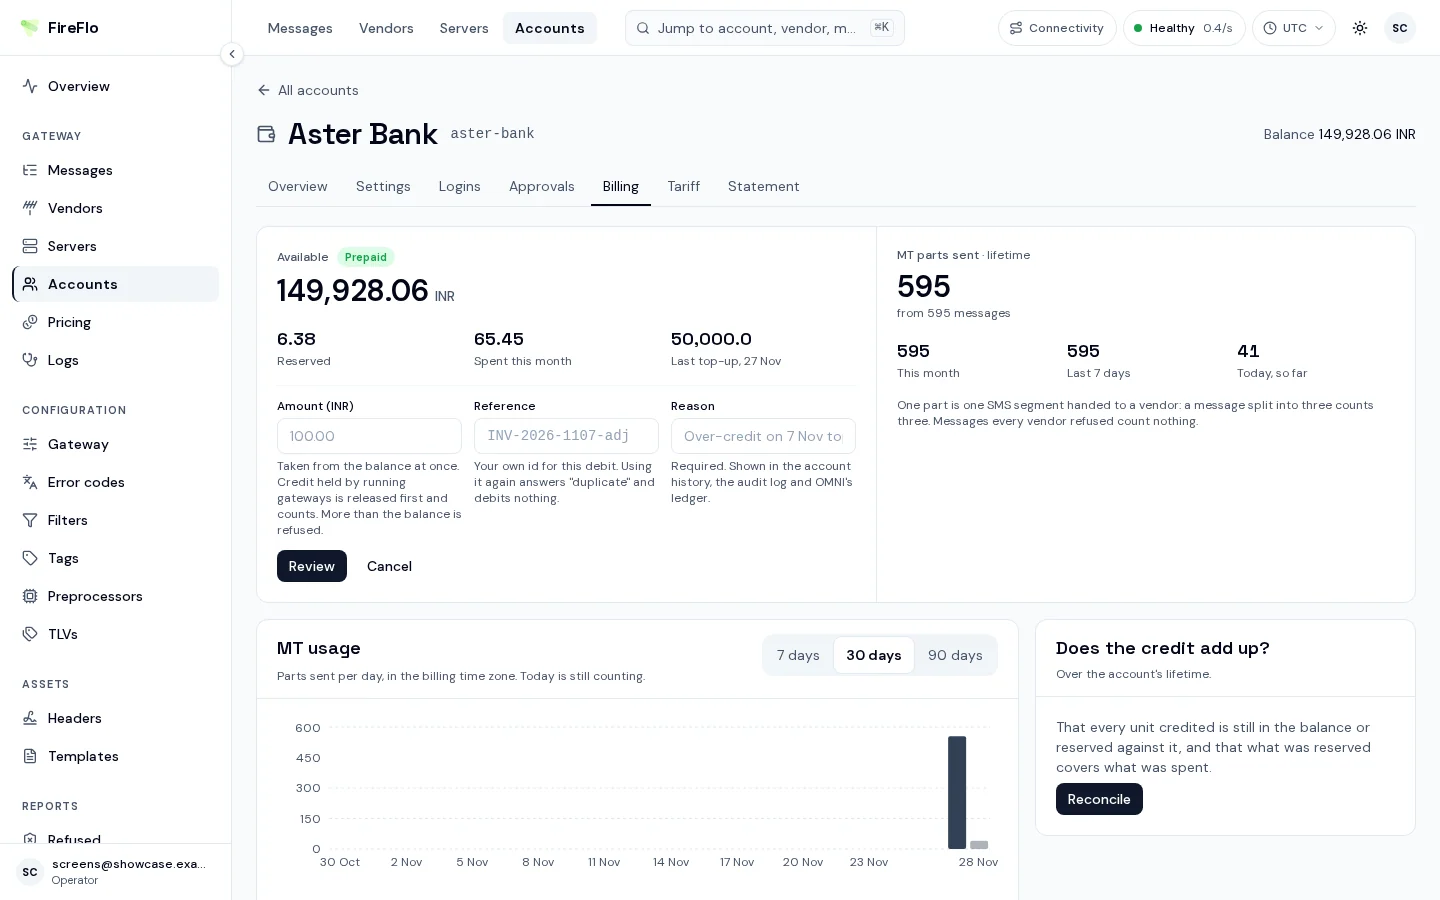 FireFlo
Messages
Vendors
Servers
Accounts
Jump to account, vendor, m...
⌘K
Connectivity
Healthy 0.4/s
UTC
SC
Overview
GATEWAY
Messages
Vendors
Servers
Accounts
Pricing
Logs
CONFIGURATION
Gateway
Error codes
Filters
Tags
Preprocessors
TLVs
ASSETS
Headers
Templates
REPORTS
Refused
SC
screens@showcase.exa...
Operator
All accounts
Aster Bank aster-bank
Balance 149,928.06 INR
Overview
Settings
Logins
Approvals
Billing
Tariff
Statement
Available Prepaid
149,928.06 INR
6.38
Reserved
65.45
Spent this month
50,000.0
Last top-up, 27 Nov
Amount (INR)
100.00
Taken from the balance at once.
Credit held by running
gateways is released first and
counts. More than the balance is
refused.
Reference
INV-2026-1107-adj
Your own id for this debit. Using
it again answers "duplicate" and
debits nothing.
Reason
Over-credit on 7 Nov to
Required. Shown in the account
history, the audit log and OMNI's
ledger.
Review
Cancel
MT parts sent · lifetime
595
from 595 messages
595
This month
595
Last 7 days
41
Today, so far
One part is one SMS segment handed to a vendor: a message split into three counts
three. Messages every vendor refused count nothing.
MT usage
Parts sent per day, in the billing time zone. Today is still counting.
7 days
30 days
90 days
600
450
300
150
0
30 Oct
2 Nov
5 Nov
8 Nov
11 Nov
14 Nov
17 Nov
20 Nov
23 Nov
28 Nov
Does the credit add up?
Over the account's lifetime.
That every unit credited is still in the balance or
reserved against it, and that what was reserved
covers what was spent.
Reconcile